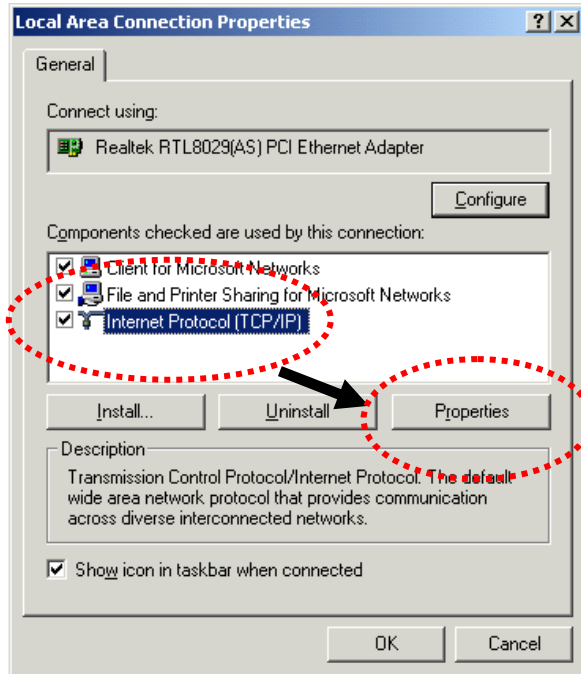 Local Area Connection Properties
General
Connect using:
Realtek RTL8029(AS) PCI Ethernet Adapter
Configure
Components checked are used by this connection:
Client for Microsoft Networks
File and Printer Sharing for Microsoft Networks
Internet Protocol (TCP/IP)
Install...
Uninstall
Properties
Description
Transmission Control Protocol/Internet Protocol. The default
wide area network protocol that provides communication
across diverse interconnected networks.
Show icon in taskbar when connected
OK
Cancel